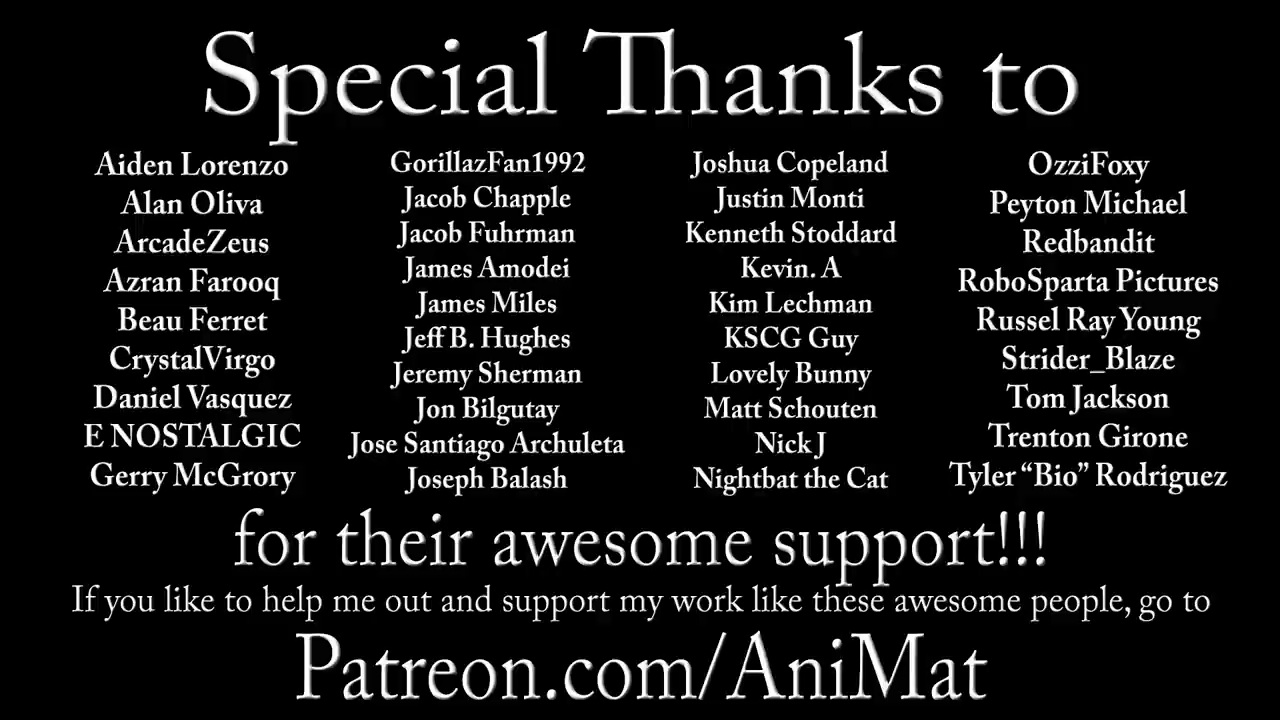 Special Thanks to
Aiden Lorenzo
Alan Oliva
ArcadeZeus
Azran Farooq
Beau Ferret
CrystalVirgo
Daniel Vasquez
E NOSTALGIC
Gerry McGrory
GorillazFan1992
Jacob Chapple
Jacob Fuhrman
James Amodei
James Miles
Jeff B. Hughes
Jeremy Sherman
Jon Bilgutay
Jose Santiago Archuleta
Joseph Balash
Joshua Copeland
Justin Monti
Kenneth Stoddard
Kevin. A
Kim Lechman
KSCG Guy
Lovely Bunny
Matt Schouten
Nick J
Nightbat the Cat
OzziFoxy
Peyton Michael
Redbandit
RoboSparta Pictures
Russel Ray Young
Strider_Blaze
Tom Jackson
Trenton Girone
Tyler “Bio” Rodriguez
for their awesome support!!!
If you like to help me out and support my work like these awesome people, go to
Patreon.com/AniMat